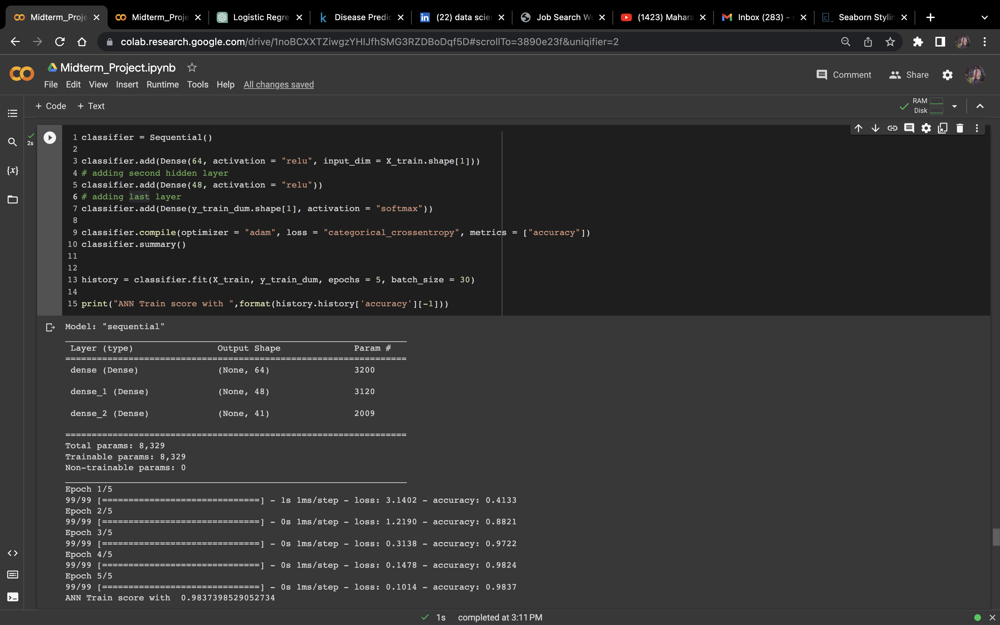 Midterm_Proje
Midterm_Proje
Logistic Regre
Disease Predic
(22) data scien
Job Search We
(1423) Mahara
Inbox (283) - s
Seaborn Stylin
colab.research.google.com/drive/1noBCXXTZiwgzYHIJfhSMG3RZDBoDqf5D#scrollTo=3890e23f&uniqifier=2
Midterm_Project.ipynb
File Edit View Insert Runtime Tools Help All changes saved
Comment
Share
+ Code + Text
RAM
Disk
2s
1 classifier = Sequential()
2
3 classifier.add(Dense(64, activation = "relu", input_dim = X_train.shape[1]))
4 # adding second hidden layer
5 classifier.add(Dense(48, activation = "relu"))
6 # adding last layer
7 classifier.add(Dense(y_train_dum.shape[1], activation = "softmax"))
8
9 classifier.compile(optimizer = "adam", loss = "categorical_crossentropy", metrics = ["accuracy"])
10 classifier.summary()
11
12
13 history = classifier.fit(X_train, y_train_dum, epochs = 5, batch_size = 30)
14
15 print("ANN Train score with ",format(history.history['accuracy'][-1]))
Model: "sequential"
Layer (type) Output Shape Param #
=================================================================
dense (Dense) (None, 64) 3200
dense_1 (Dense) (None, 48) 3120
dense_2 (Dense) (None, 41) 2009
=================================================================
Total params: 8,329
Trainable params: 8,329
Non-trainable params: 0
Epoch 1/5
99/99 [==============================] - 1s 1ms/step - loss: 3.1402 - accuracy: 0.4133
Epoch 2/5
99/99 [==============================] - 0s 1ms/step - loss: 1.2190 - accuracy: 0.8821
Epoch 3/5
99/99 [==============================] - 0s 1ms/step - loss: 0.3138 - accuracy: 0.9722
Epoch 4/5
99/99 [==============================] - 0s 1ms/step - loss: 0.1478 - accuracy: 0.9824
Epoch 5/5
99/99 [==============================] - 0s 1ms/step - loss: 0.1014 - accuracy: 0.9837
ANN Train score with 0.9837398529052734
1s completed at 3:11 PM